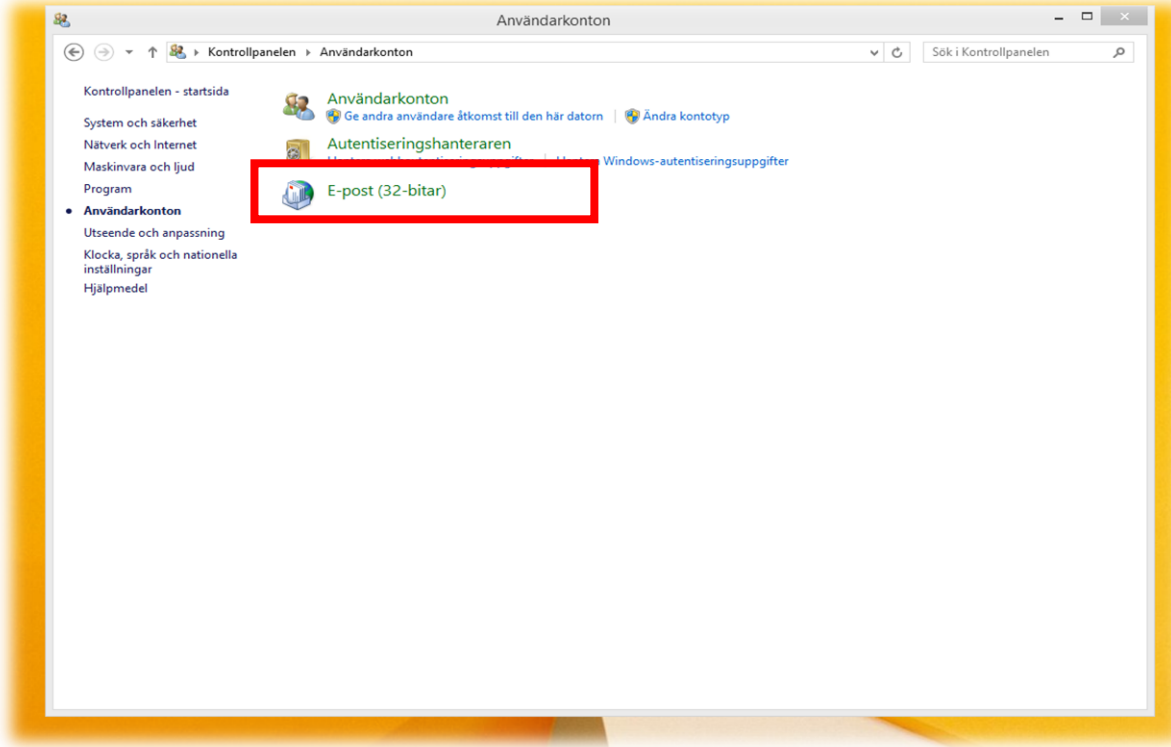 Användarkonton
Kontrollpanelen Användarkonton
Sök i Kontrollpanelen
Kontrollpanelen - startsida
System och säkerhet
Nätverk och Internet
Maskinvara och ljud
Program
Användarkonton
Utseende och anpassning
Klocka, språk och nationella
inställningar
Hjälpmedel
Användarkonton
Ge andra användare åtkomst till den här datorn Ändra kontotyp
Autentiseringshanteraren
Windows-autentiseringsuppgifter
E-post (32-bitar)